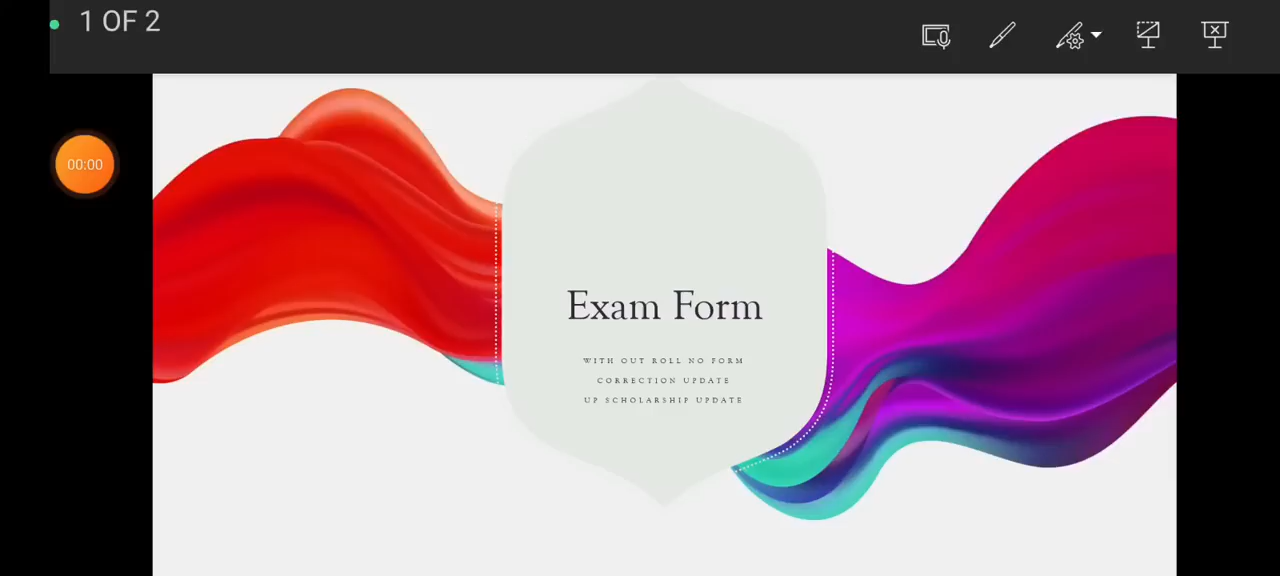 1 OF 2
00:00
Exam Form
WITH OUT ROLL NO FORM
CORRECTION UPDATE
UP SCHOLARSHIP UPDATE